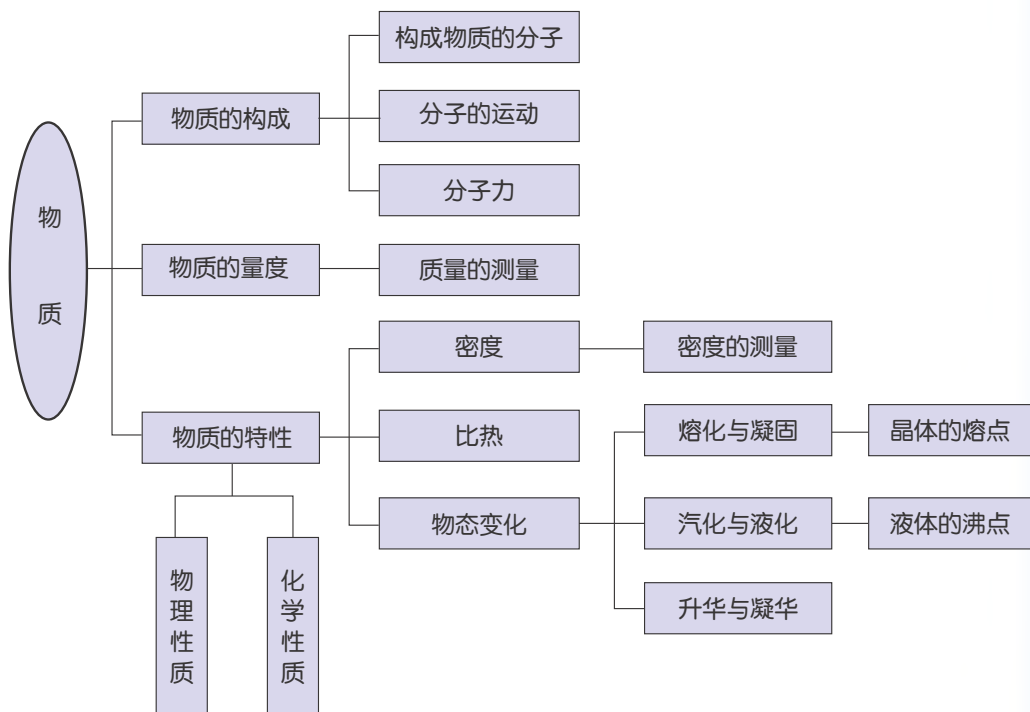 物质
物质的构成
构成物质的分子
分子的运动
分子力
物质的量度
质量的测量
物质的特性
密度
密度的测量
比热
物态变化
熔化与凝固
晶体的熔点
汽化与液化
液体的沸点
升华与凝华
物理性质
化学性质